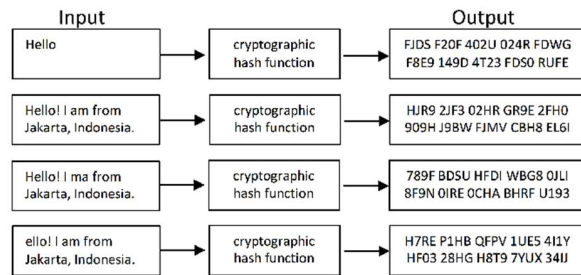 Input
Output
Hello
cryptographic
hash function
FJDS F20F 402U 024R FDWG
F8E9 149D 4T23 FDS0 RUFE
Hello! I am from
Jakarta, Indonesia.
cryptographic
hash function
HJR9 2JF3 02HR GR9E 2FH0
909H J9BW FJMV CBH8 EL6I
Hello! I ma from
Jakarta, Indonesia.
cryptographic
hash function
789F BDSU HFDI WBG8 0JLI
8F9N 0IRE 0CHA BHRF U193
ello! I am from
Jakarta, Indonesia.
cryptographic
hash function
H7RE P1HB QFPV 1UE5 4I1Y
HF03 28HG H8T9 7YUX 34IJ